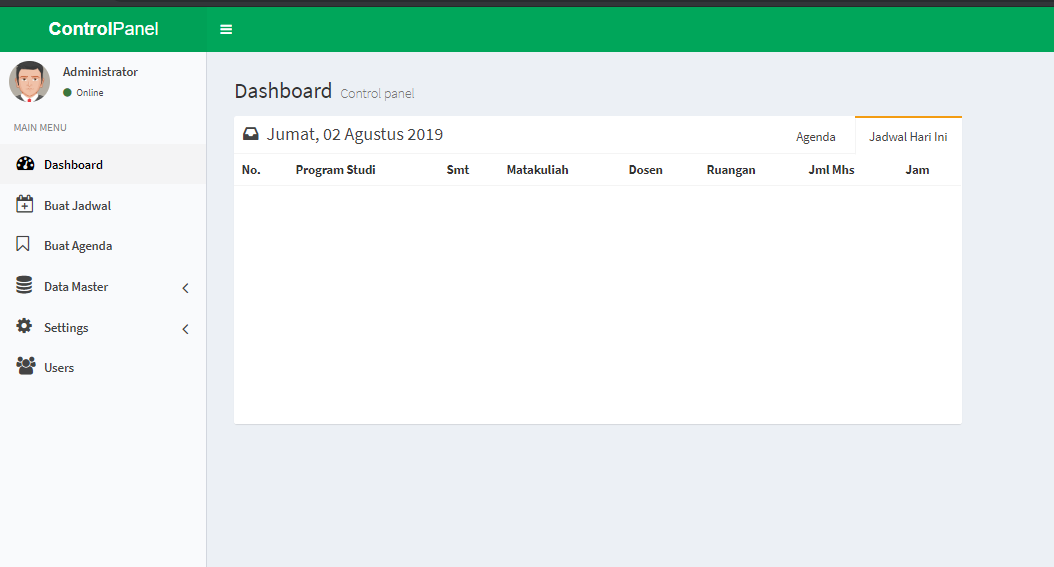 ControlPanel
Administrator
Online
MAIN MENU
Dashboard
Buat Jadwal
Buat Agenda
Data Master
Settings
Users
Dashboard Control panel
Jumat, 02 Agustus 2019
Agenda Jadwal Hari Ini
No. Program Studi Smt Matakuliah Dosen Ruangan Jml Mhs Jam